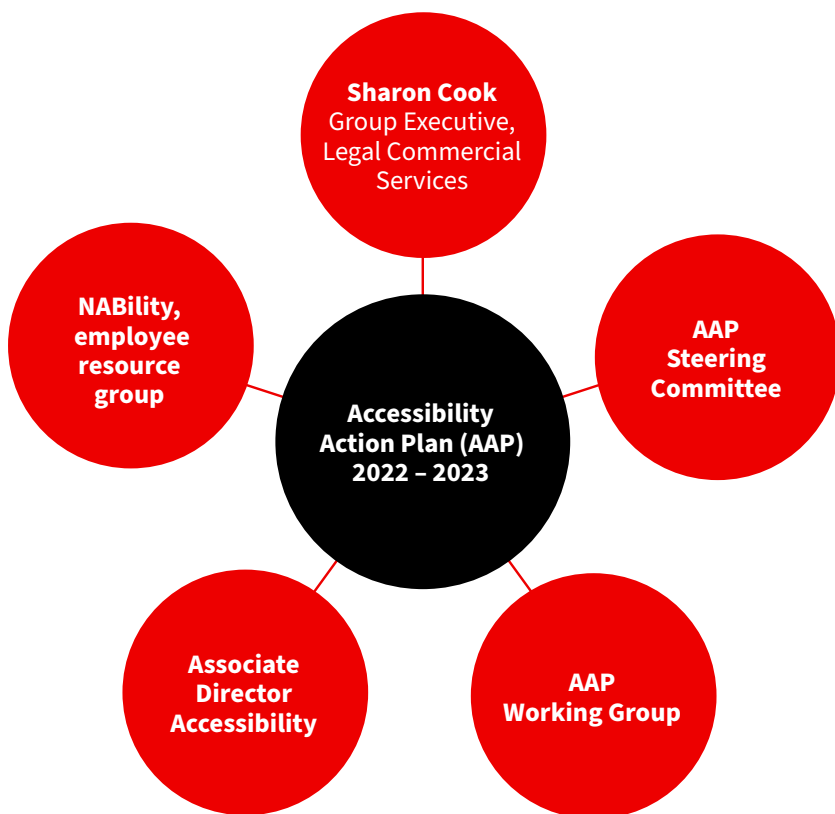 Sharon Cook
Group Executive,
Legal Commercial
Services
NABility,
employee
resource
group
AAP
Steering
Committee
Accessibility
Action Plan (AAP)
2022 – 2023
Associate
Director
Accessibility
AAP
Working Group